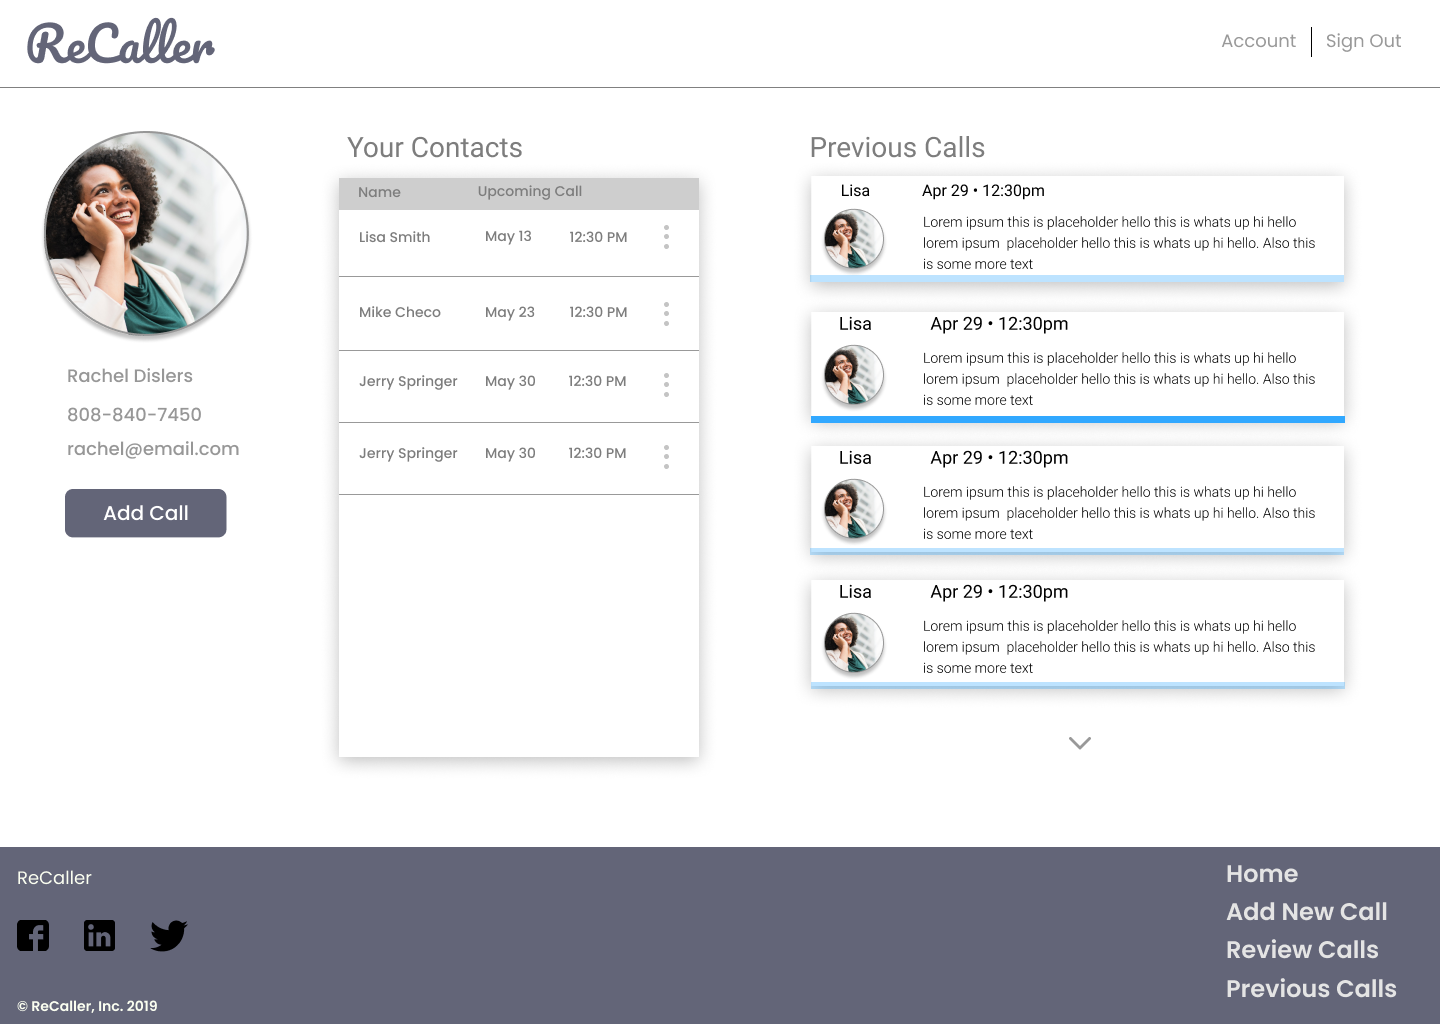 ReCaller
Account
Sign Out
Rachel Dislers
808-840-7450
rachel@email.com
Add Call
Your Contacts
Name Upcoming Call
Lisa Smith May 13 12:30 PM
Mike Checo May 23 12:30 PM
Jerry Springer May 30 12:30 PM
Jerry Springer May 30 12:30 PM
Previous Calls
Lisa Apr 29 • 12:30pm
Lorem ipsum this is placeholder hello this is whats up hi hello
lorem ipsum  placeholder hello this is whats up hi hello. Also this
is some more text
Lisa Apr 29 • 12:30pm
Lorem ipsum this is placeholder hello this is whats up hi hello
lorem ipsum  placeholder hello this is whats up hi hello. Also this
is some more text
Lisa Apr 29 • 12:30pm
Lorem ipsum this is placeholder hello this is whats up hi hello
lorem ipsum  placeholder hello this is whats up hi hello. Also this
is some more text
Lisa Apr 29 • 12:30pm
Lorem ipsum this is placeholder hello this is whats up hi hello
lorem ipsum  placeholder hello this is whats up hi hello. Also this
is some more text
ReCaller
© ReCaller, Inc. 2019
Home
Add New Call
Review Calls
Previous Calls